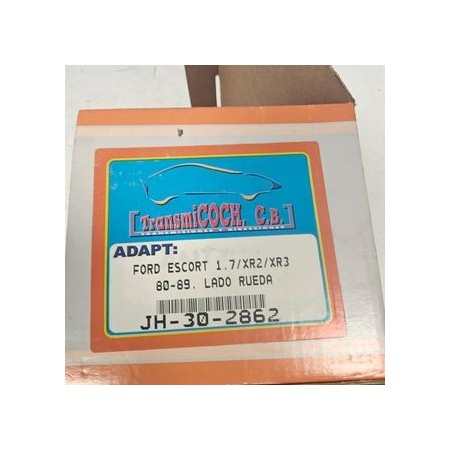 [TransmiCOCH, C.B.]
ADAPT:
FORD ESCORT 1.7/XR2/XR3
80-89. LADO RUEDA
JH-30-2862